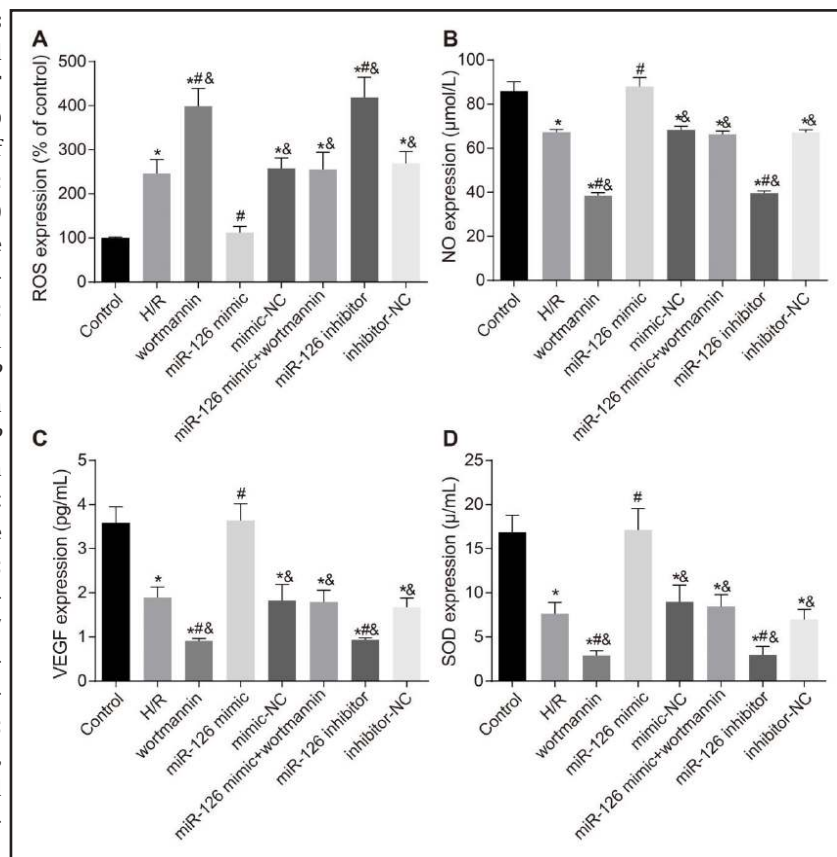 A
ROS expression (% of control)
500
400
300
200
100
0
*
*#&
#
*&
*&
*#&
*&
Control
H/R
wortmannin
miR-126 mimic
mimic-NC
miR-126 mimic+wortmannin
miR-126 inhibitor
inhibitor-NC
B
NO expression (μmol/L)
100
80
60
40
20
0
*
*#&
#
*&
*&
*#&
*&
Control
H/R
wortmannin
miR-126 mimic
mimic-NC
miR-126 mimic+wortmannin
miR-126 inhibitor
inhibitor-NC
C
VEGF expression (pg/mL)
5
4
3
2
1
0
*
*#&
#
*&
*&
*#&
*&
Control
H/R
wortmannin
miR-126 mimic
mimic-NC
miR-126 mimic+wortmannin
miR-126 inhibitor
inhibitor-NC
D
SOD expression (μ/mL)
25
20
15
10
5
0
*
*#&
#
*&
*&
*#&
*&
Control
H/R
wortmannin
miR-126 mimic
mimic-NC
miR-126 mimic+wortmannin
miR-126 inhibitor
inhibitor-NC